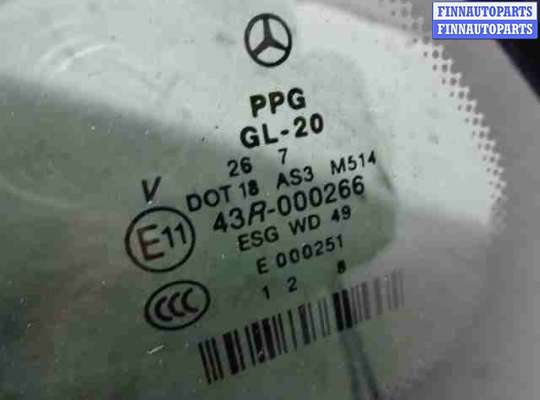 FINNAUTOPARTS
FINNAUTOPARTS
PPG
GL-20
26 7
V DOT 18 AS3 M514
E11 43R-000266
ESG WD 49
E 000251
CCC
1 2 8